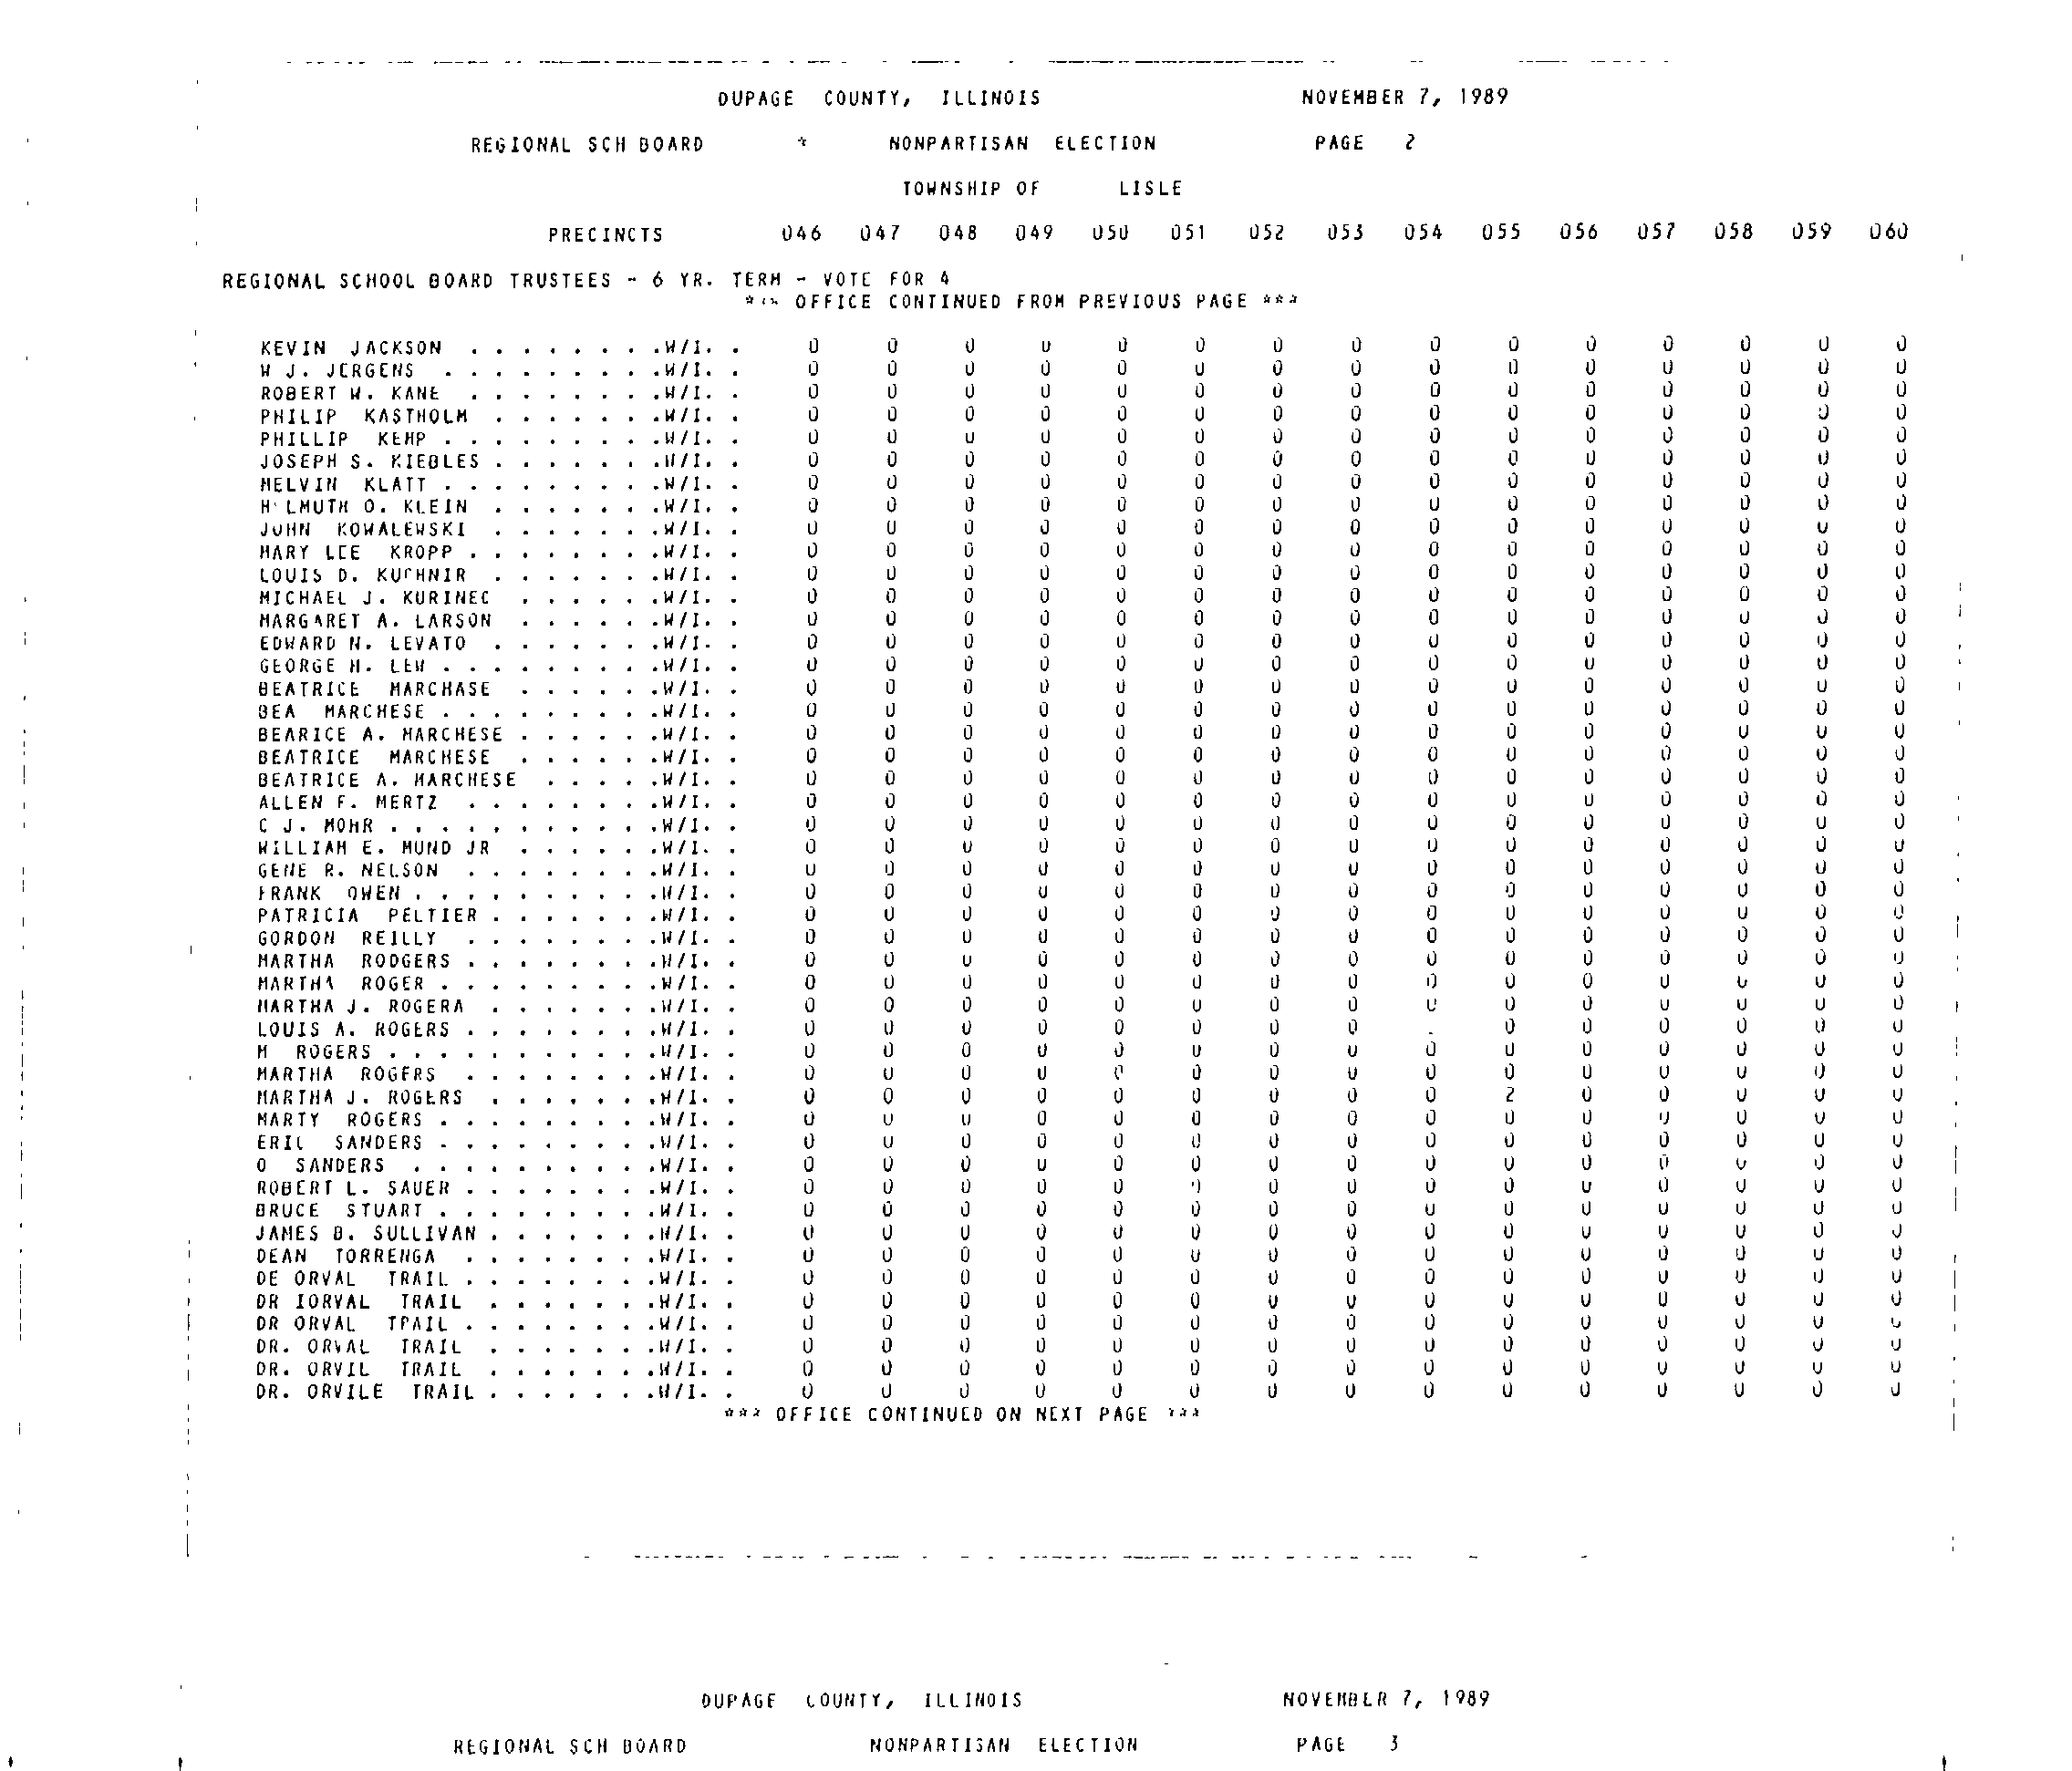 DUPAGE COUNTY, ILLINOIS NOVEMBER 7, 1989
REGIONAL SCH BOARD * NONPARTISAN ELECTION PAGE 2
TOWNSHIP OF LISLE
PRECINCTS 046 047 048 049 050 051 052 053 054 055 056 057 058 059 060
REGIONAL SCHOOL BOARD TRUSTEES - 6 YR. TERM - VOTE FOR 4
*** OFFICE CONTINUED FROM PREVIOUS PAGE ***
KEVIN JACKSON . . . . . . . .W/I. . 0 0 0 0 0 0 0 0 0 0 0 0 0 0 0
W J. JERGENS . . . . . . . . .W/I. . 0 0 0 0 0 0 0 0 0 0 0 0 0 0 0
ROBERT W. KANE . . . . . . . .W/I. . 0 0 0 0 0 0 0 0 0 0 0 0 0 0 0
PHILIP KASTHOLM . . . . . . .W/I. . 0 0 0 0 0 0 0 0 0 0 0 0 0 0 0
PHILLIP KEMP . . . . . . . . .W/I. . 0 0 0 0 0 0 0 0 0 0 0 0 0 0 0
JOSEPH S. KIEBLES . . . . . . .W/I. . 0 0 0 0 0 0 0 0 0 0 0 0 0 0 0
MELVIN KLATT . . . . . . . . .W/I. . 0 0 0 0 0 0 0 0 0 0 0 0 0 0 0
H LMUTH O. KLEIN . . . . . . .W/I. . 0 0 0 0 0 0 0 0 0 0 0 0 0 0 0
JOHN KOWALEWSKI . . . . . . .W/I. . 0 0 0 0 0 0 0 0 0 0 0 0 0 0 0
MARY LEE KROPP . . . . . . . .W/I. . 0 0 0 0 0 0 0 0 0 0 0 0 0 0 0
LOUIS D. KUCHNIR . . . . . . .W/I. . 0 0 0 0 0 0 0 0 0 0 0 0 0 0 0
MICHAEL J. KURINEC . . . . . .W/I. . 0 0 0 0 0 0 0 0 0 0 0 0 0 0 0
MARGARET A. LARSON . . . . . .W/I. . 0 0 0 0 0 0 0 0 0 0 0 0 0 0 0
EDWARD N. LEVATO . . . . . . .W/I. . 0 0 0 0 0 0 0 0 0 0 0 0 0 0 0
GEORGE H. LEW . . . . . . . . .W/I. . 0 0 0 0 0 0 0 0 0 0 0 0 0 0 0
BEATRICE MARCHASE . . . . . .W/I. . 0 0 0 0 0 0 0 0 0 0 0 0 0 0 0
BEA MARCHESE . . . . . . . . .W/I. . 0 0 0 0 0 0 0 0 0 0 0 0 0 0 0
BEARICE A. MARCHESE . . . . . .W/I. . 0 0 0 0 0 0 0 0 0 0 0 0 0 0 0
BEATRICE MARCHESE . . . . . .W/I. . 0 0 0 0 0 0 0 0 0 0 0 0 0 0 0
BEATRICE A. MARCHESE . . . . .W/I. . 0 0 0 0 0 0 0 0 0 0 0 0 0 0 0
ALLEN F. MERTZ . . . . . . . .W/I. . 0 0 0 0 0 0 0 0 0 0 0 0 0 0 0
C J. MOHR . . . . . . . . . . .W/I. . 0 0 0 0 0 0 0 0 0 0 0 0 0 0 0
WILLIAM E. MUND JR . . . . . .W/I. . 0 0 0 0 0 0 0 0 0 0 0 0 0 0 0
GENE R. NELSON . . . . . . . .W/I. . 0 0 0 0 0 0 0 0 0 0 0 0 0 0 0
FRANK OWEN . . . . . . . . . .W/I. . 0 0 0 0 0 0 0 0 0 0 0 0 0 0 0
PATRICIA PELTIER . . . . . . .W/I. . 0 0 0 0 0 0 0 0 0 0 0 0 0 0 0
GORDON REILLY . . . . . . . .W/I. . 0 0 0 0 0 0 0 0 0 0 0 0 0 0 0
MARTHA RODGERS . . . . . . . .W/I. . 0 0 0 0 0 0 0 0 0 0 0 0 0 0 0
MARTHA ROGER . . . . . . . . .W/I. . 0 0 0 0 0 0 0 0 0 0 0 0 0 0 0
MARTHA J. ROGERA . . . . . . .W/I. . 0 0 0 0 0 0 0 0 0 0 0 0 0 0 0
LOUIS A. ROGERS . . . . . . . .W/I. . 0 0 0 0 0 0 0 0 0 0 0 0 0 0
M ROGERS . . . . . . . . . . .W/I. . 0 0 0 0 0 0 0 0 0 0 0 0 0 0 0
MARTHA ROGERS . . . . . . . .W/I. . 0 0 0 0 0 0 0 0 0 0 0 0 0 0 0
MARTHA J. ROGERS . . . . . . .W/I. . 0 0 0 0 0 0 0 0 0 2 0 0 0 0 0
MARTY ROGERS . . . . . . . . .W/I. . 0 0 0 0 0 0 0 0 0 0 0 0 0 0 0
ERIC SANDERS . . . . . . . . .W/I. . 0 0 0 0 0 0 0 0 0 0 0 0 0 0 0
O SANDERS . . . . . . . . . .W/I. . 0 0 0 0 0 0 0 0 0 0 0 0 0 0 0
ROBERT L. SAUER . . . . . . . .W/I. . 0 0 0 0 0 0 0 0 0 0 0 0 0 0 0
BRUCE STUART . . . . . . . . .W/I. . 0 0 0 0 0 0 0 0 0 0 0 0 0 0 0
JAMES B. SULLIVAN . . . . . . .W/I. . 0 0 0 0 0 0 0 0 0 0 0 0 0 0 0
DEAN TORRENGA . . . . . . . .W/I. . 0 0 0 0 0 0 0 0 0 0 0 0 0 0 0
DE ORVAL TRAIL . . . . . . . .W/I. . 0 0 0 0 0 0 0 0 0 0 0 0 0 0 0
DR IORVAL TRAIL . . . . . . .W/I. . 0 0 0 0 0 0 0 0 0 0 0 0 0 0 0
DR ORVAL TRAIL . . . . . . . .W/I. . 0 0 0 0 0 0 0 0 0 0 0 0 0 0 0
DR. ORVAL TRAIL . . . . . . .W/I. . 0 0 0 0 0 0 0 0 0 0 0 0 0 0 0
DR. ORVIL TRAIL . . . . . . .W/I. . 0 0 0 0 0 0 0 0 0 0 0 0 0 0 0
DR. ORVILE TRAIL . . . . . . .W/I. . 0 0 0 0 0 0 0 0 0 0 0 0 0 0 0
*** OFFICE CONTINUED ON NEXT PAGE ***
DUPAGE COUNTY, ILLINOIS NOVEMBER 7, 1989
REGIONAL SCH BOARD NONPARTISAN ELECTION PAGE 3